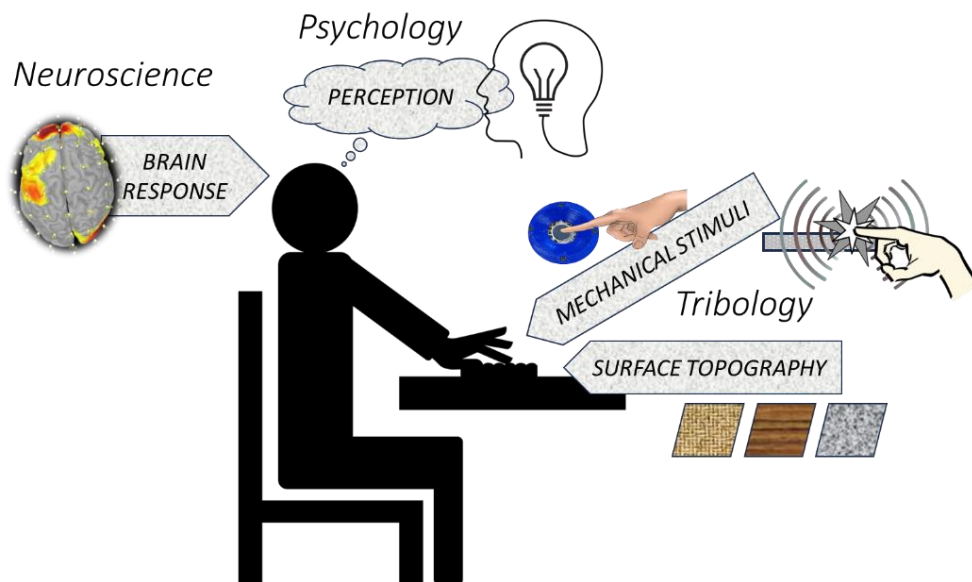 Psychology
Neuroscience
PERCEPTION
BRAIN
RESPONSE
MECHANICAL STIMULI
Tribology
SURFACE TOPOGRAPHY